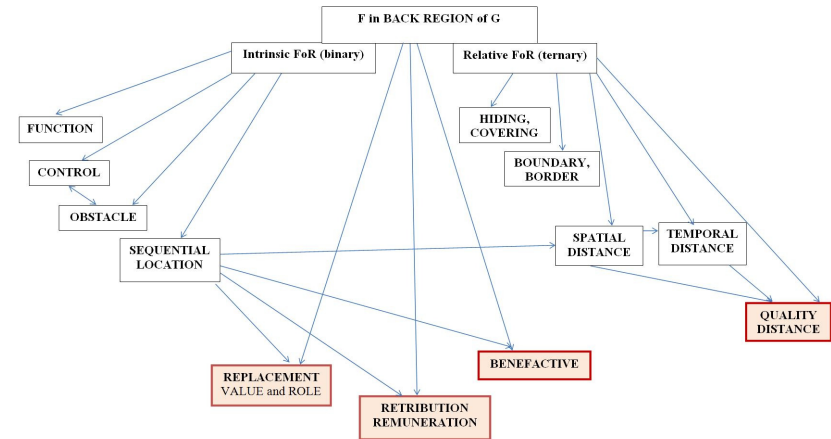 F in BACK REGION of G
Intrinsic FoR (binary)
Relative FoR (ternary)
FUNCTION
HIDING,
COVERING
CONTROL
BOUNDARY,
BORDER
OBSTACLE
SEQUENTIAL
LOCATION
SPATIAL
DISTANCE
TEMPORAL
DISTANCE
QUALITY
DISTANCE
REPLACEMENT
VALUE and ROLE
BENEFACTIVE
RETRIBUTION
REMUNERATION